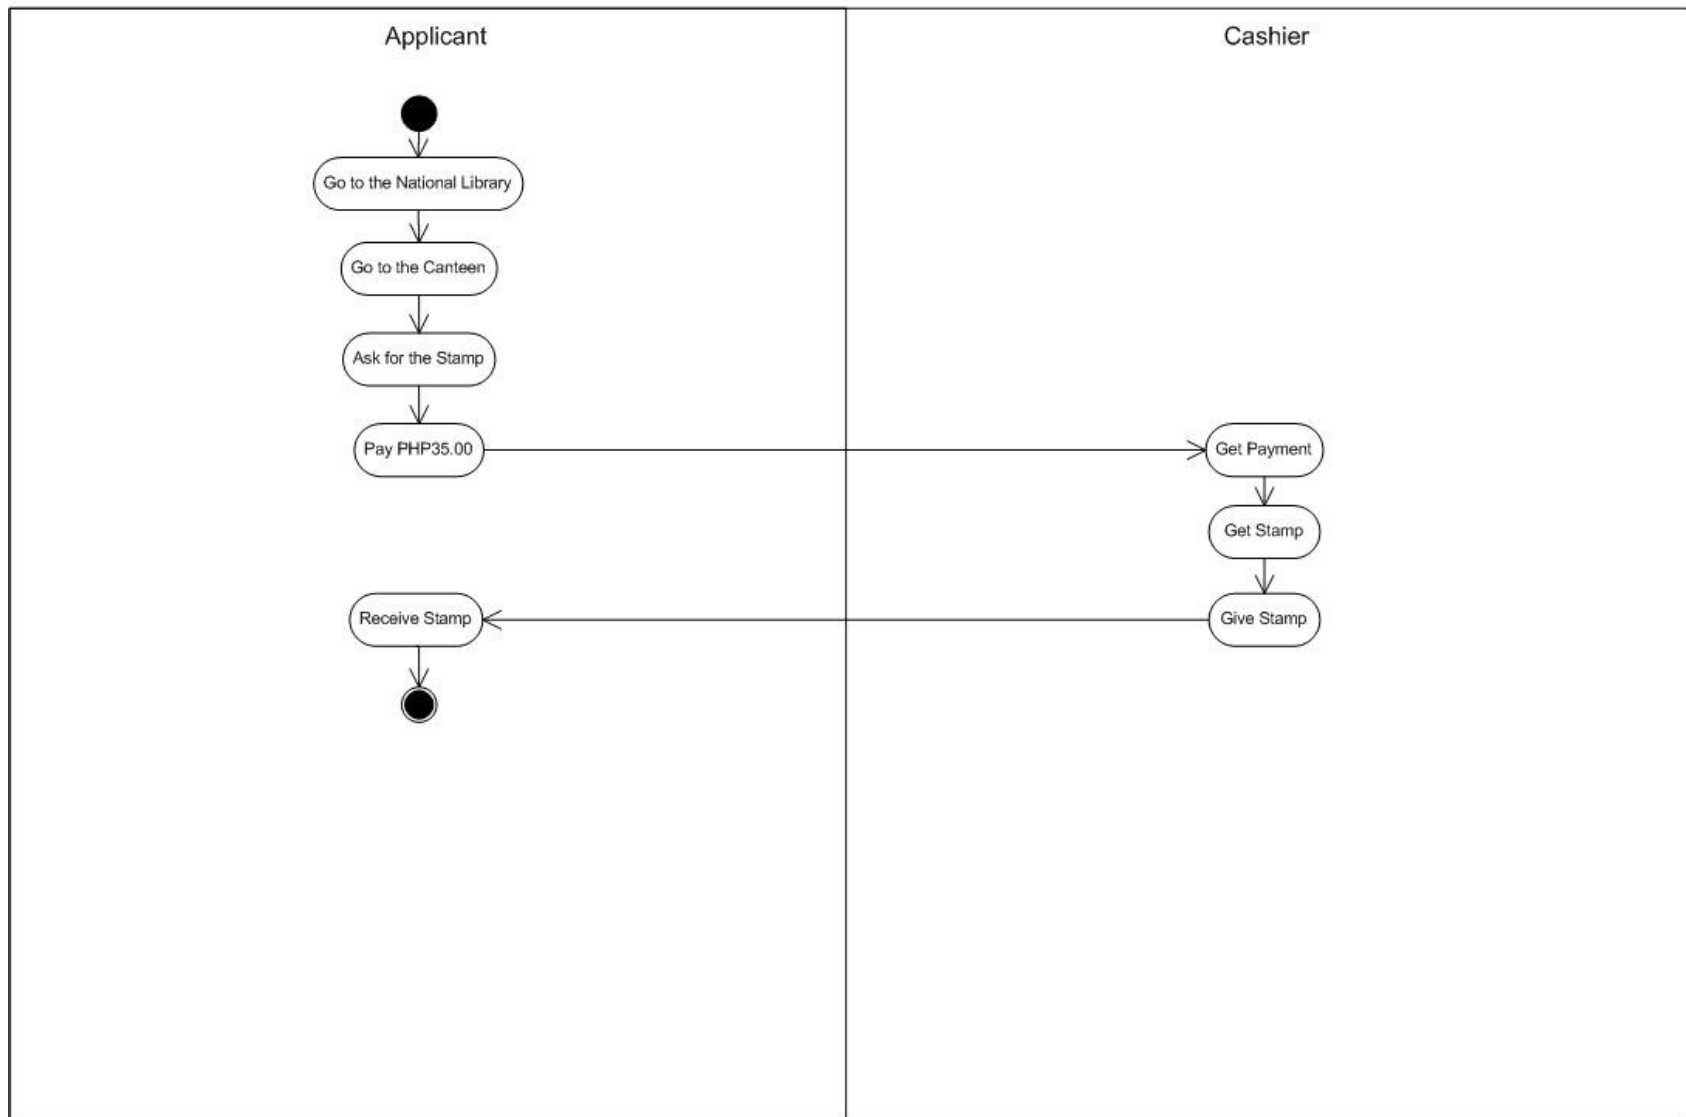 Applicant
Cashier
Go to the National Library
Go to the Canteen
Ask for the Stamp
Pay PHP35.00
Get Payment
Get Stamp
Give Stamp
Receive Stamp